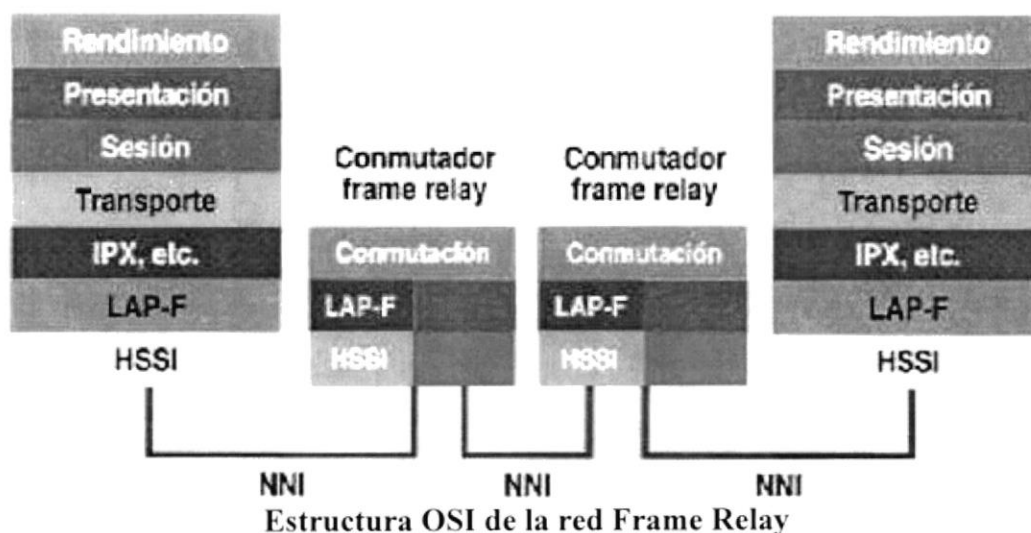 Rendimiento
Presentación
Sesión
Transporte
IPX, etc.
LAP-F
HSSI
Conmutador
frame relay
Conmutación
LAP-F
HSSI
Conmutador
frame relay
Conmutación
LAP-F
HSSI
Rendimiento
Presentación
Sesión
Transporte
IPX, etc.
LAP-F
HSSI
NNI
NNI
NNI
Estructura OSI de la red Frame Relay